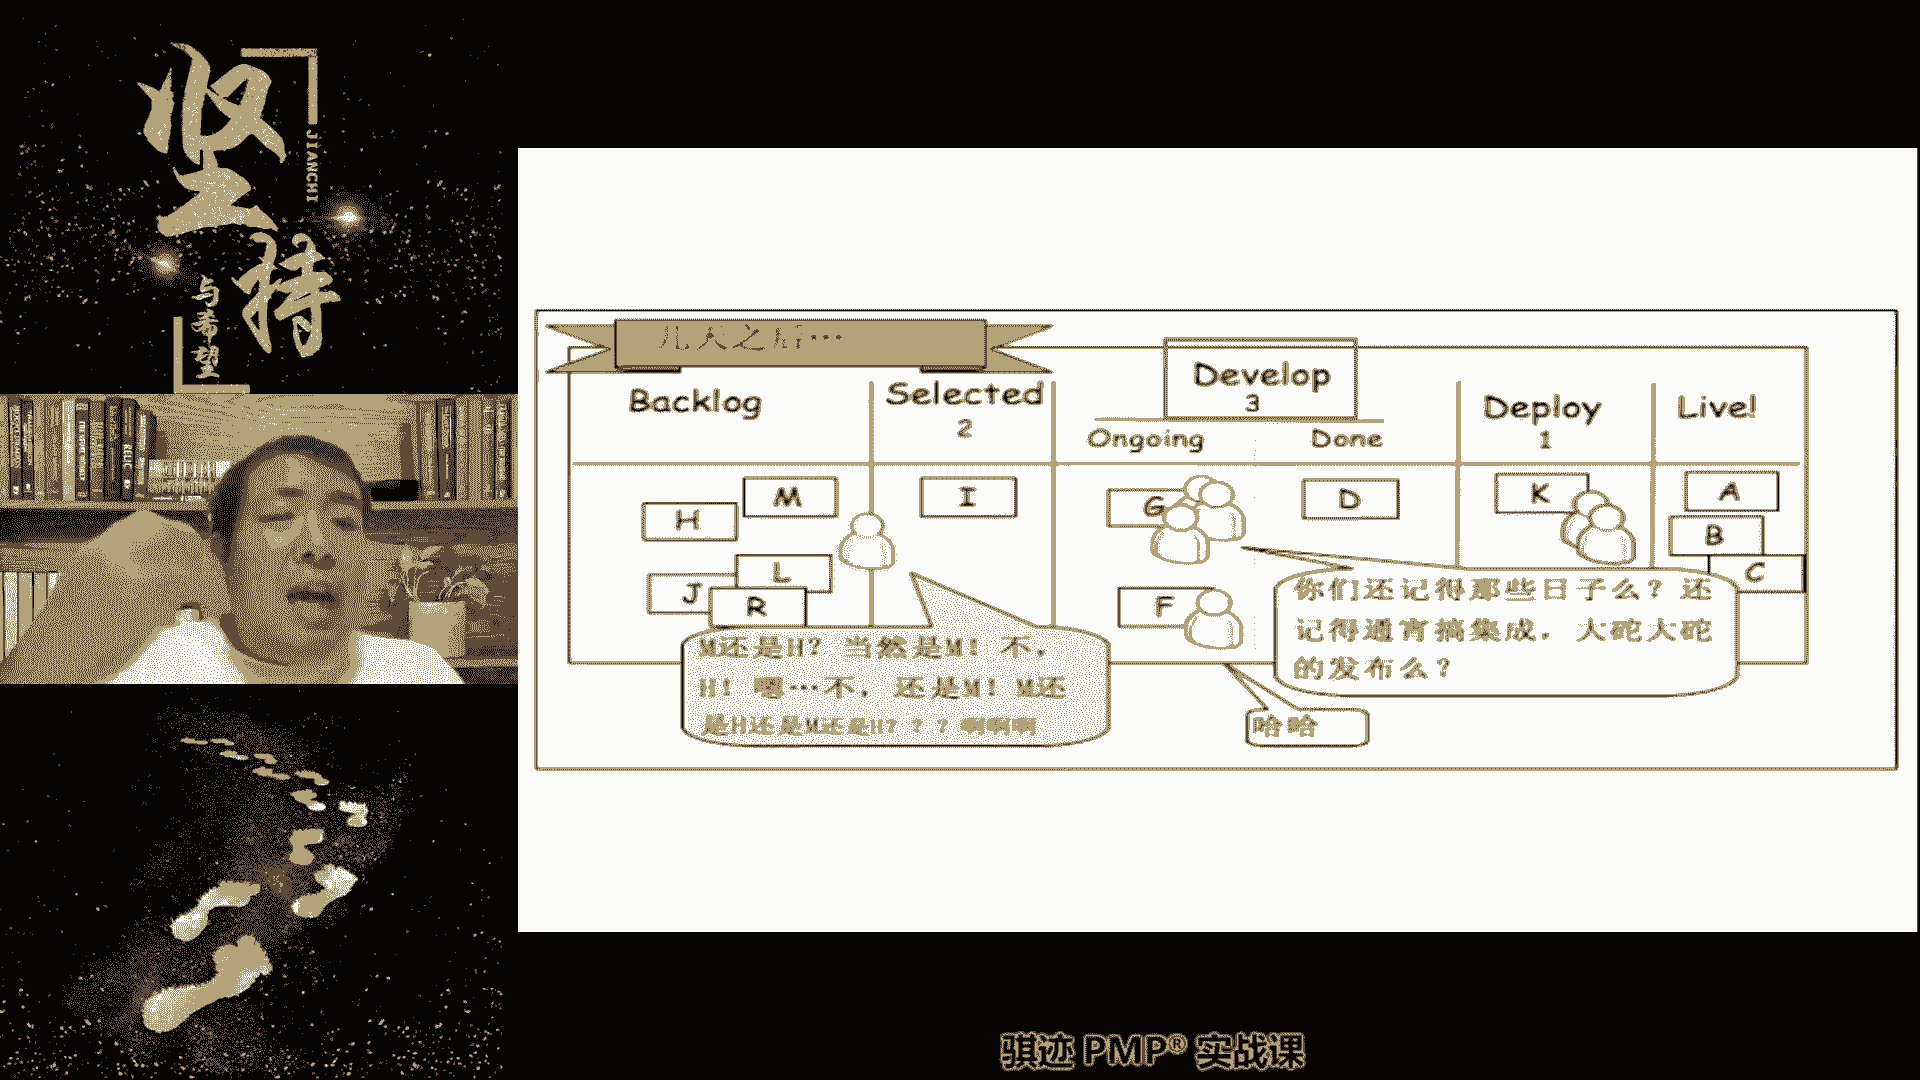 坚持
JIANCHI
与希望
几天之后…
Backlog
Selected
2
Develop
3
Ongoing
Done
Deploy
1
Live!
H
M
J
L
R
I
G
F
D
K
A
B
C
M还是H？当然是M！不，
H！嗯…不，还是M！M还
是H还是M还是H？？？啊啊啊
你们还记得那些日子么？还
记得通宵搞集成，大砣大砣
的发布么？
哈哈
骐迹 PMP® 实战课